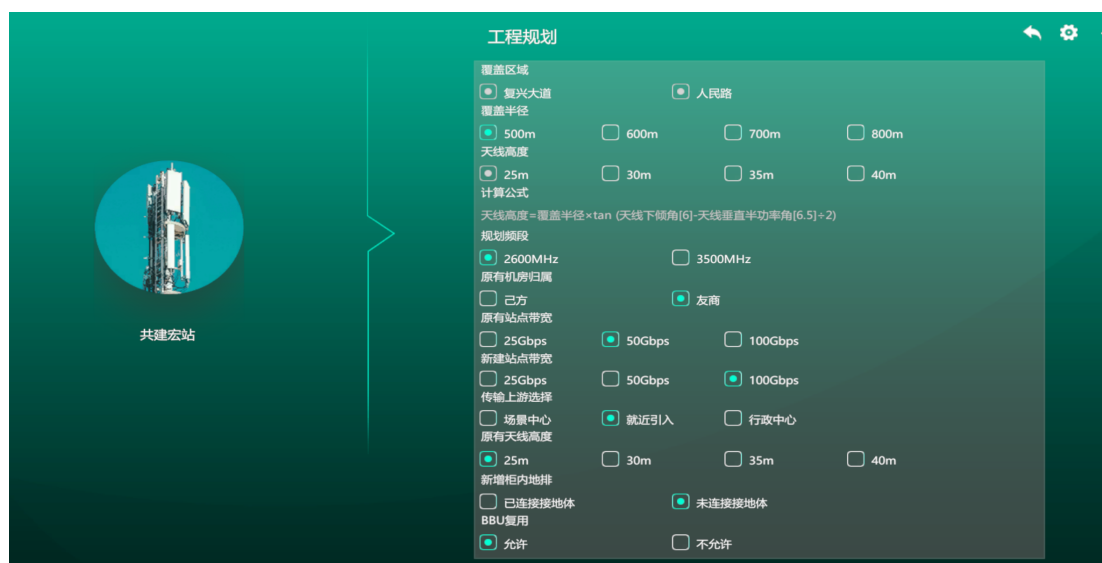 工程规划
覆盖区域
复兴大道 人民路
覆盖半径
500m 600m 700m 800m
天线高度
25m 30m 35m 40m
计算公式
天线高度=覆盖半径×tan (天线下倾角[6]-天线垂直半功率角[6.5]÷2)
规划频段
2600MHz 3500MHz
原有机房归属
己方 友商
原有站点带宽
25Gbps 50Gbps 100Gbps
新建站点带宽
25Gbps 50Gbps 100Gbps
传输上游选择
场景中心 就近引入 行政中心
原有天线高度
25m 30m 35m 40m
新增柜内地排
已连接接地体 未连接接地体
BBU复用
允许 不允许
共建宏站